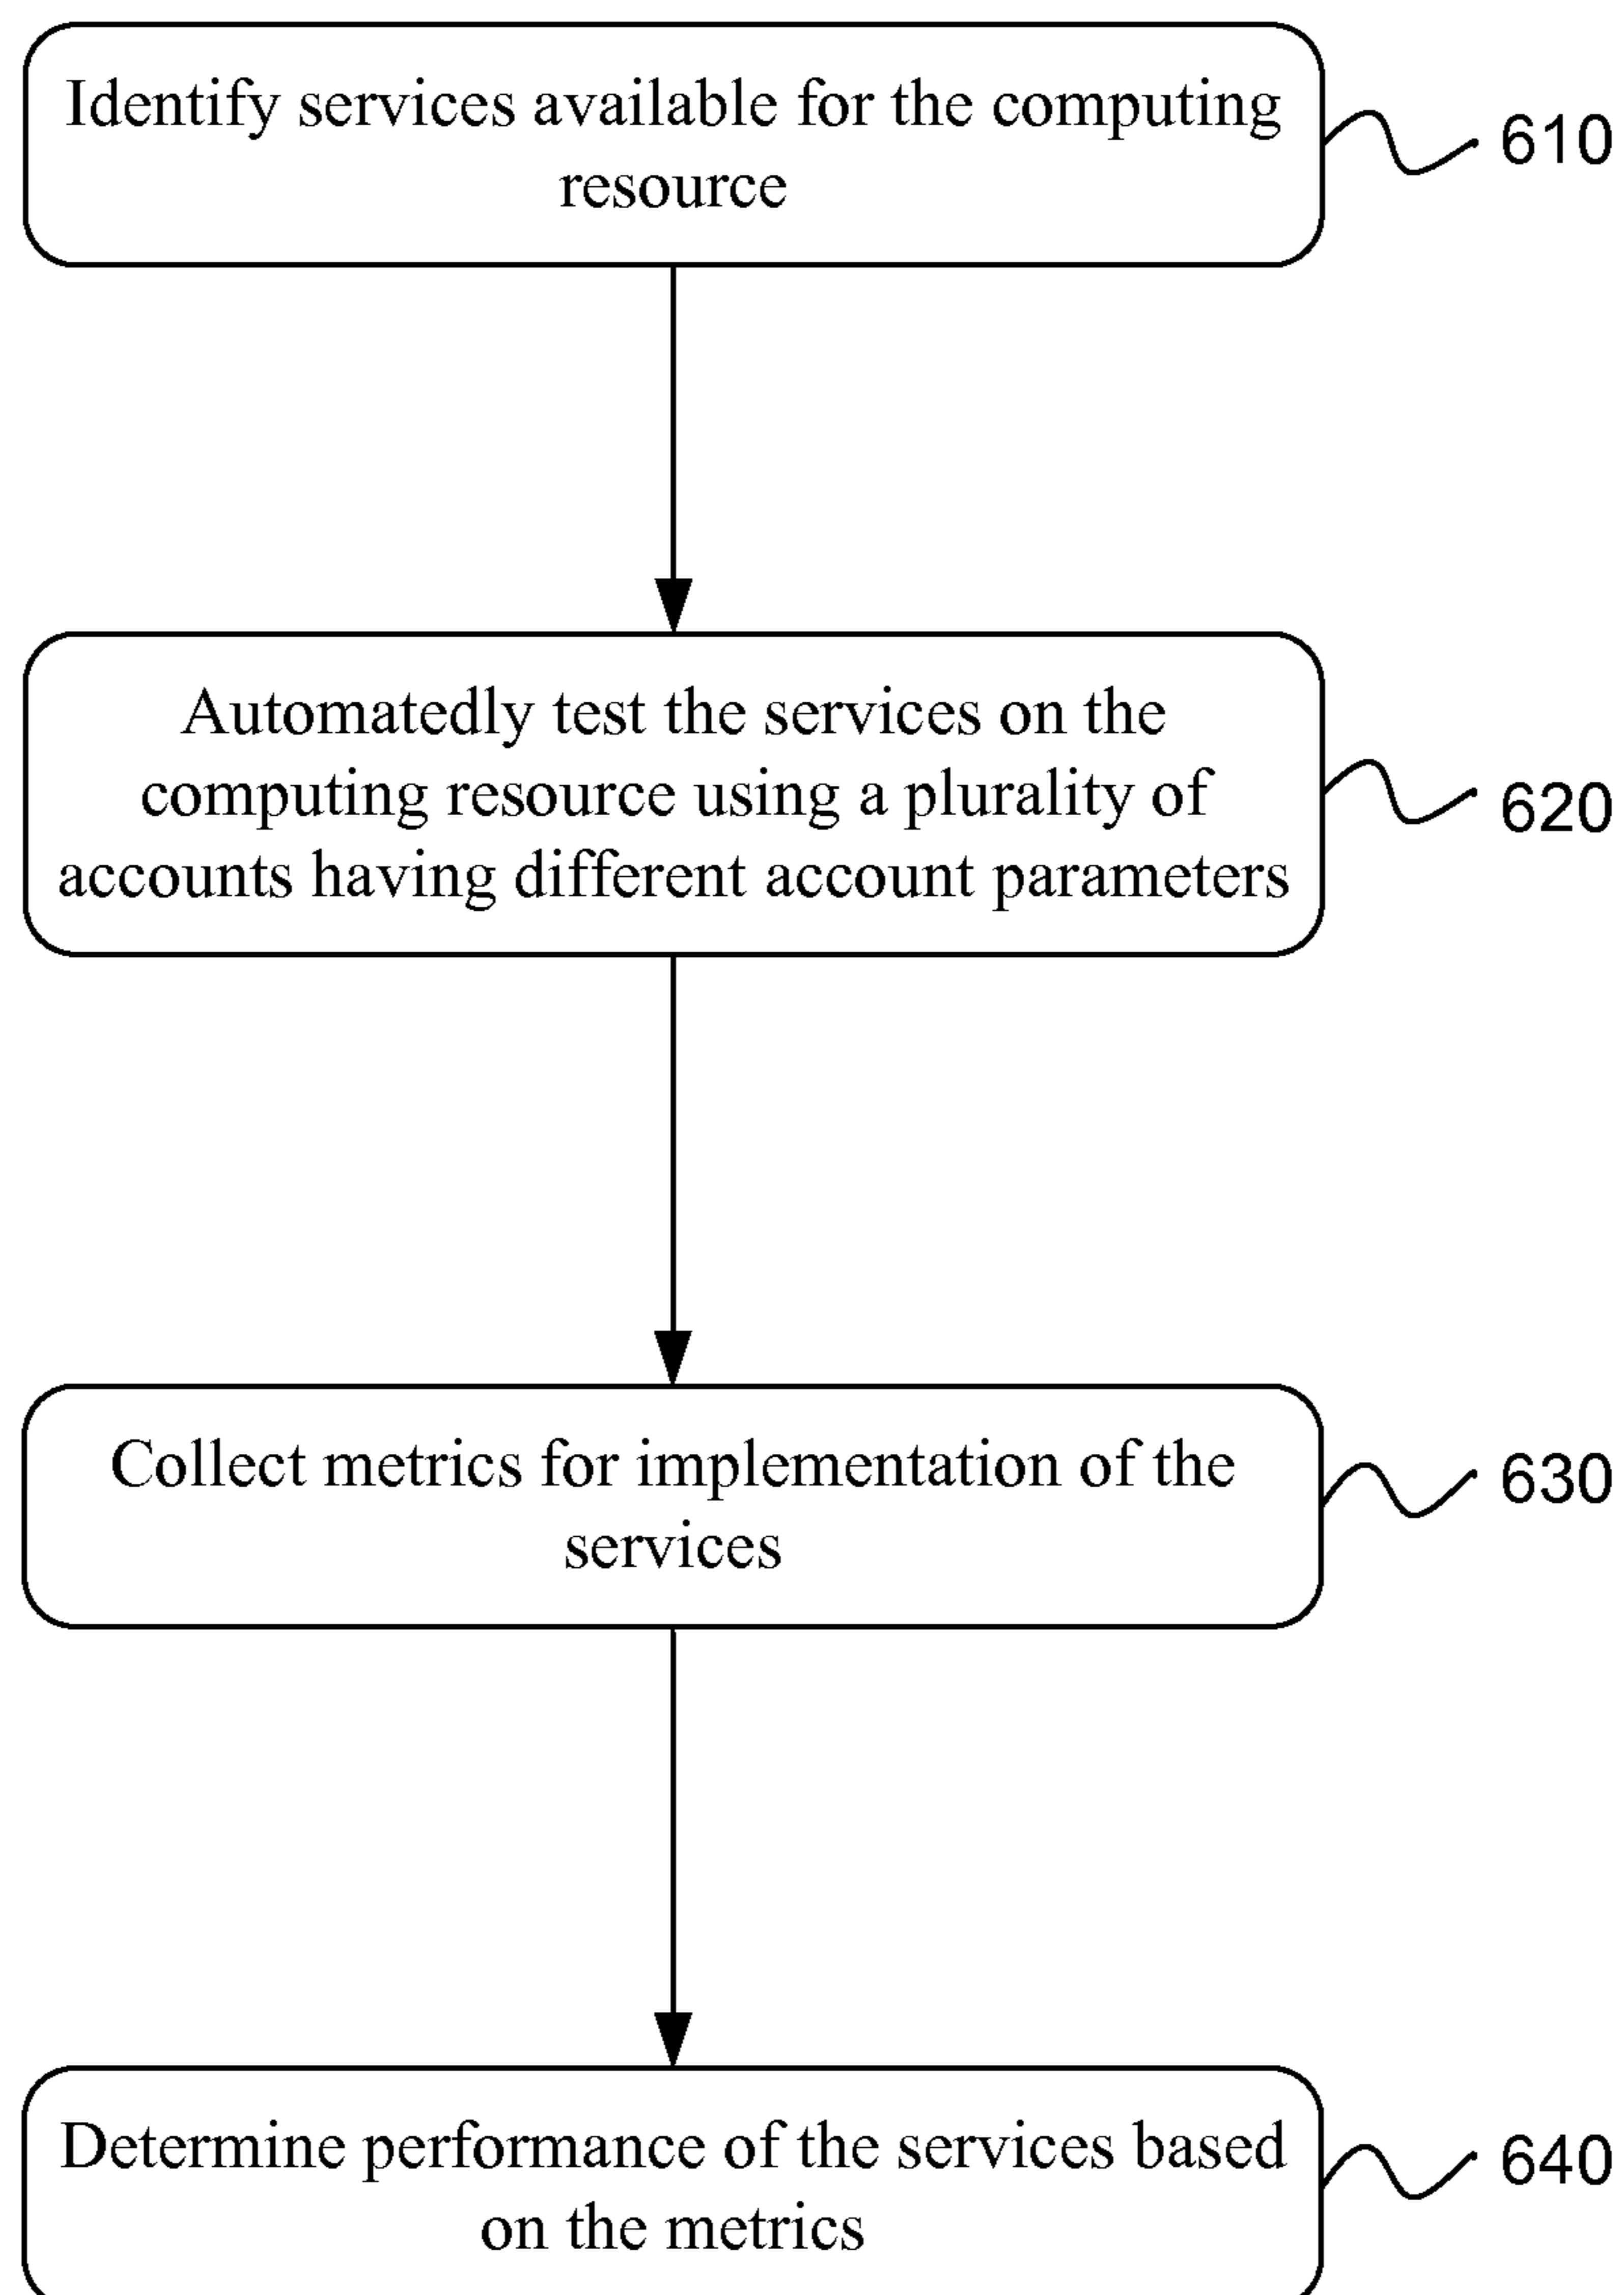 Identify services available for the computing
resource
610
Automatedly test the services on the
computing resource using a plurality of
accounts having different account parameters
620
Collect metrics for implementation of the
services
630
Determine performance of the services based
on the metrics
640